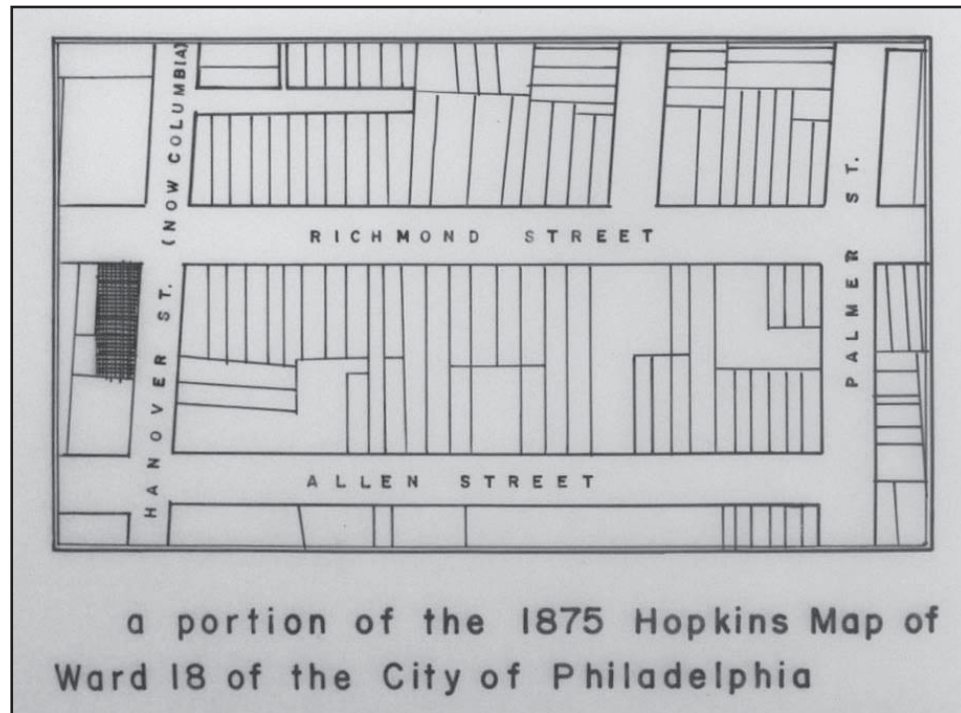 HANOVER ST. (NOW COLUMBIA)
RICHMOND STREET
PALMER ST.
ALLEN STREET
a portion of the 1875 Hopkins Map of
Ward 18 of the City of Philadelphia